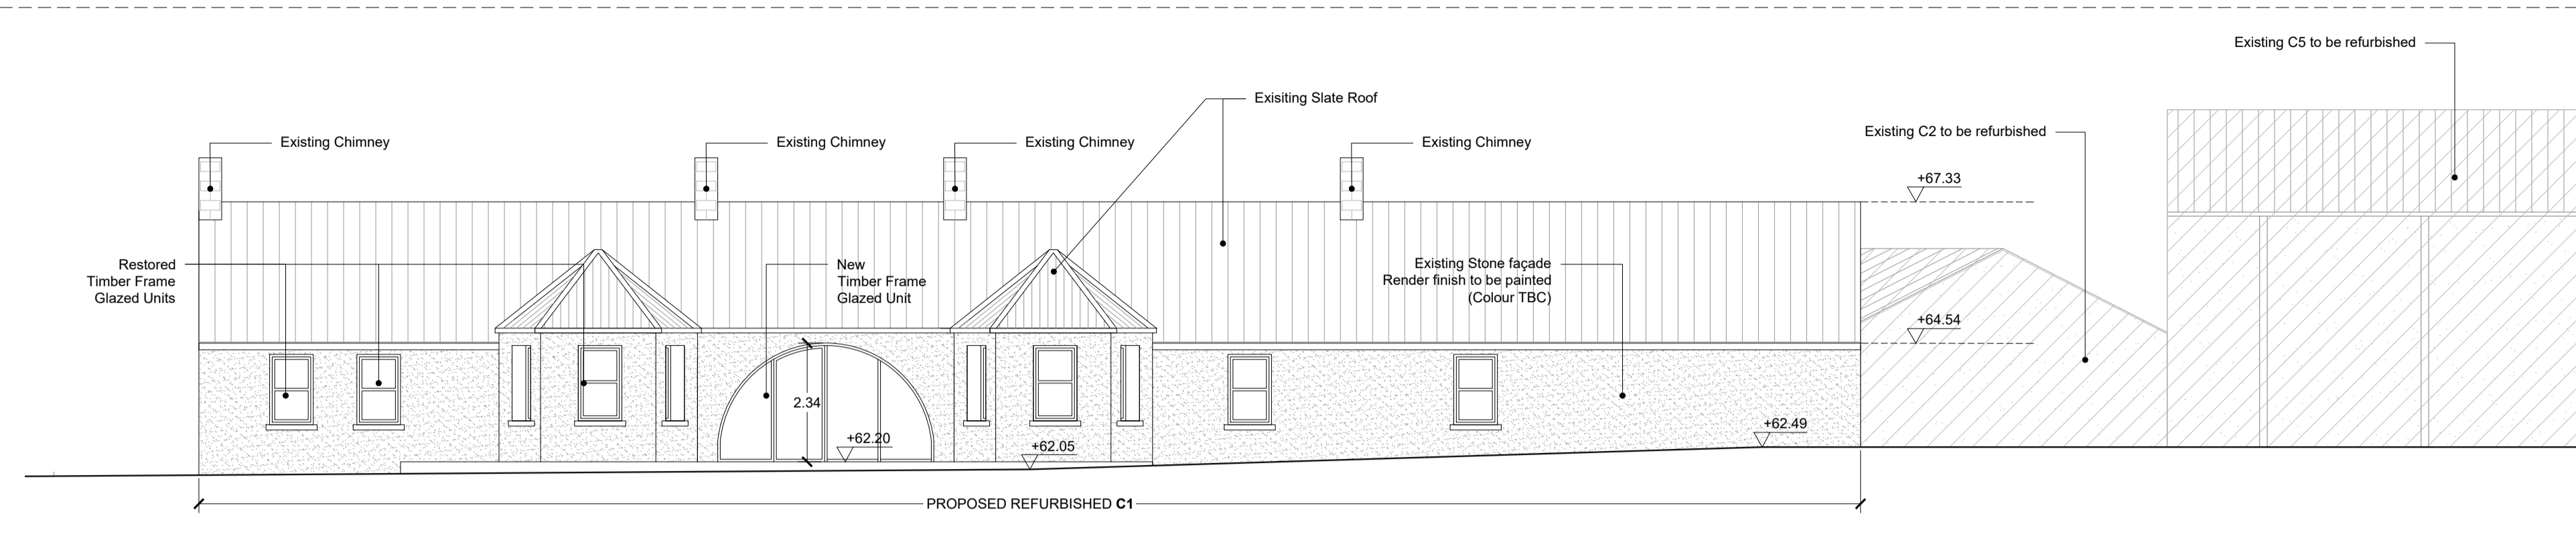 Existing C5 to be refurbished
Exisiting Slate Roof
Existing C2 to be refurbished
Existing Chimney
Existing Chimney
Existing Chimney
Existing Chimney
+67.33
Restored
Timber Frame
Glazed Units
New
Timber Frame
Glazed Unit
Existing Stone façade
Render finish to be painted
(Colour TBC)
+64.54
2.34
+62.20
+62.05
+62.49
PROPOSED REFURBISHED C1